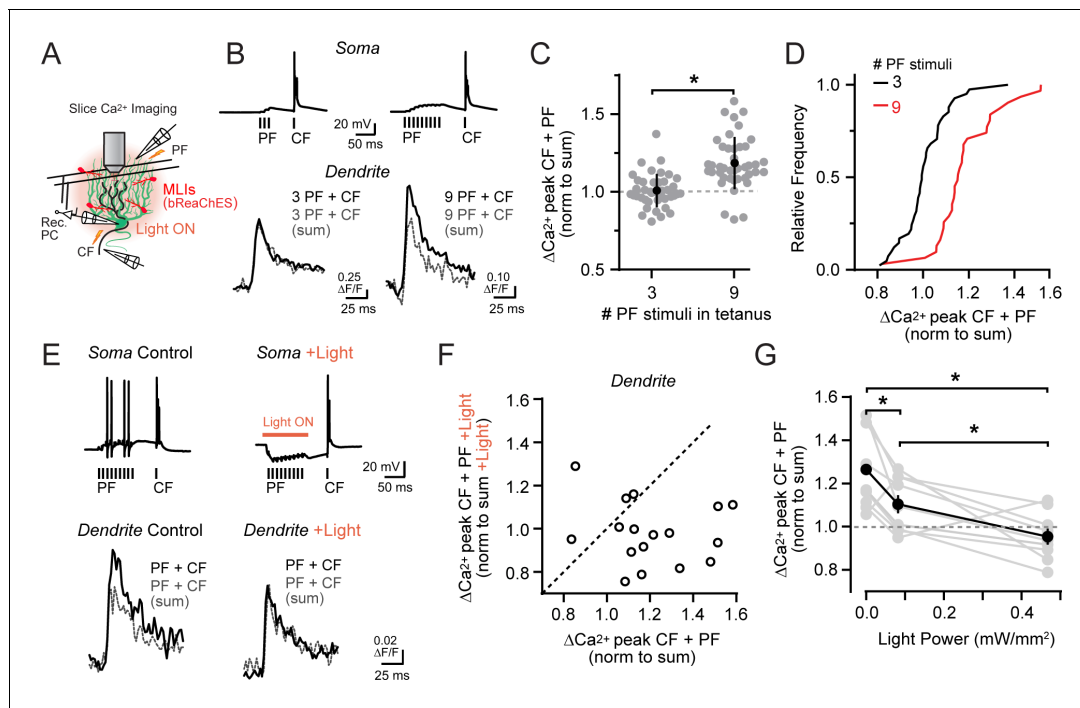 A
Slice Ca2+ Imaging
PF
MLIs
(bReaChES)
Rec.
PC
Light ON
CF
B
Soma
PF
CF
20 mV
50 ms
PF
CF
Dendrite
3 PF + CF
3 PF + CF
(sum)
0.25
ΔF/F
25 ms
9 PF + CF
9 PF + CF
(sum)
0.10
ΔF/F
25 ms
C
ΔCa2+ peak CF + PF
(norm to sum)
*
1.5
1.0
0.5
3
9
# PF stimuli in tetanus
D
# PF stimuli
3
9
Relative Frequency
1.0
0.5
0.0
0.8 1.0 1.2 1.4 1.6
ΔCa2+ peak CF + PF
(norm to sum)
E
Soma Control
PF
CF
Soma +Light
Light ON
PF
CF
20 mV
50 ms
Dendrite Control
PF + CF
PF + CF
(sum)
Dendrite +Light
PF + CF
PF + CF
(sum)
0.02
ΔF/F
25 ms
F
Dendrite
ΔCa2+ peak CF + PF +Light
(norm to sum +Light)
1.6
1.4
1.2
1.0
0.8
0.8 1.0 1.2 1.4 1.6
ΔCa2+ peak CF + PF
(norm to sum)
G
*
*
*
ΔCa2+ peak CF + PF
(norm to sum)
1.6
1.4
1.2
1.0
0.8
0.0 0.2 0.4
Light Power (mW/mm2)